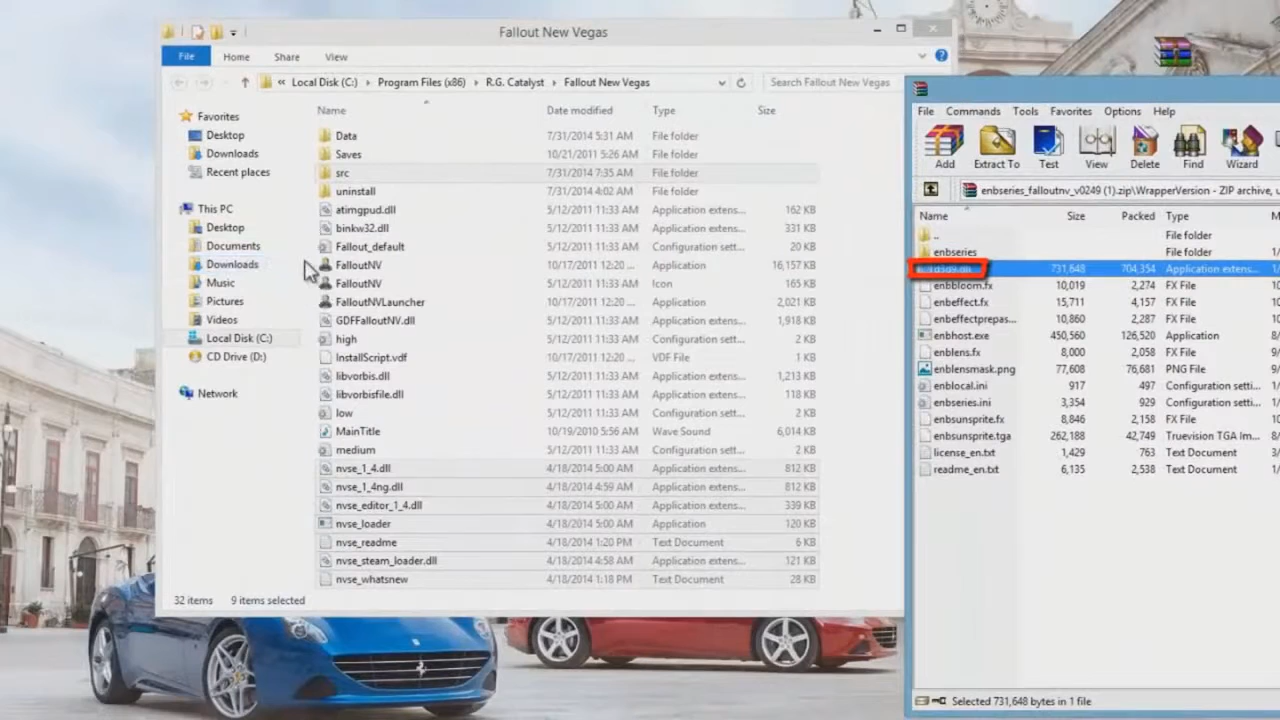 Fallout New Vegas
File Home Share View
« Local Disk (C:) Program Files (x86) R.G. Catalyst Fallout New Vegas Search Fallout New Vegas
Name Date modified Type Size
Favorites
Desktop
Downloads
Recent places
This PC
Desktop
Documents
Downloads
Music
Pictures
Videos
Local Disk (C:)
CD Drive (D:)
Network
Data 7/31/2014 5:31 AM File folder
Saves 10/21/2011 5:26 AM File folder
src 7/31/2014 7:35 AM File folder
uninstall 7/31/2014 4:02 AM File folder
atimgpud.dll 5/12/2011 11:33 AM Application extens... 162 KB
binkw32.dll 5/12/2011 11:33 AM Application extens... 331 KB
Fallout_default 5/12/2011 11:33 AM Configuration sett... 20 KB
FalloutNV 10/17/2011 12:20 ... Application 16,157 KB
FalloutNV 5/12/2011 11:33 AM Icon 165 KB
FalloutNVLauncher 10/17/2011 12:20 ... Application 2,021 KB
GDFFalloutNV.dll 5/12/2011 11:33 AM Application extens... 1,918 KB
high 5/12/2011 11:33 AM Configuration sett... 2 KB
InstallScript.vdf 10/17/2011 12:20 ... VDF File 1 KB
libvorbis.dll 5/12/2011 11:33 AM Application extens... 1,213 KB
libvorbisfile.dll 5/12/2011 11:33 AM Application extens... 118 KB
low 5/12/2011 11:33 AM Configuration sett... 2 KB
MainTitle 10/19/2010 5:56 AM Wave Sound 6,014 KB
medium 5/12/2011 11:33 AM Configuration sett... 2 KB
nvse_1_4.dll 4/18/2014 5:00 AM Application extens... 812 KB
nvse_1_4ng.dll 4/18/2014 4:59 AM Application extens... 812 KB
nvse_editor_1_4.dll 4/18/2014 5:00 AM Application extens... 339 KB
nvse_loader 4/18/2014 5:00 AM Application 120 KB
nvse_readme 4/18/2014 1:20 PM Text Document 6 KB
nvse_steam_loader.dll 4/18/2014 4:58 AM Application extens... 121 KB
nvse_whatsnew 4/18/2014 1:18 PM Text Document 28 KB
32 items 9 items selected
File Commands Tools Favorites Options Help
Add Extract To Test View Delete Find Wizard
enbseries_falloutnv_v0249 (1).zip\WrapperVersion - ZIP archive, u
Name Size Packed Type
.. File folder
enbseries File folder
d3d9.dll 731,648 704,354 Application extens...
enbbloom.fx 10,019 2,274 FX File
enbeffect.fx 15,711 4,157 FX File
enbeffectprepas... 10,860 2,287 FX File
enbhost.exe 450,560 126,520 Application
enblens.fx 8,000 2,058 FX File
enblensmask.png 77,608 76,681 PNG File
enblocal.ini 917 497 Configuration setti...
enbseries.ini 3,354 929 Configuration setti...
enbsunsprite.fx 8,846 2,158 FX File
enbsunsprite.tga 262,188 42,749 Truevision TGA Im...
license_en.txt 1,429 763 Text Document
readme_en.txt 6,135 2,538 Text Document
Selected 731,648 bytes in 1 file